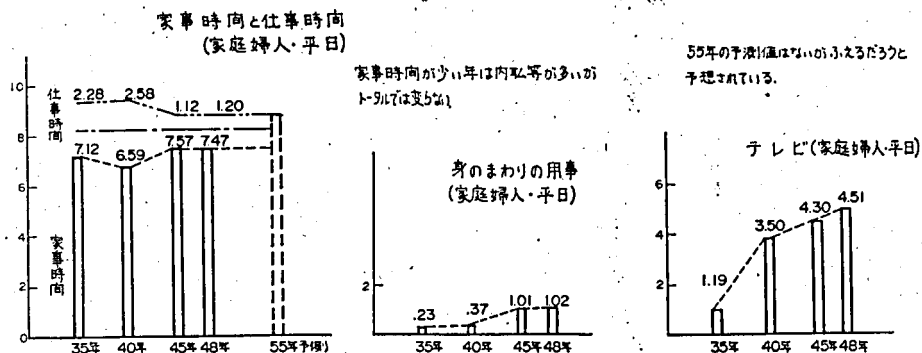 家事時間と仕事時間
(家庭婦人・平日)
10
8
6
4
2
0
仕事時間
家事時間
2.28
2.58
1.12
1.20
7.12
6.59
7.57
7.47
35年
40年
45年
48年
55年予測
家事時間が少い年は内職等が多いが
トータルでは変らない
身のまわりの用事
(家庭婦人・平日)
2
.23
.37
1.01
1.02
35年
40年
45年
48年
55年の予測値はないがふえるだろうと
予想されている.
テレビ(家庭婦人・平日)
6
4
2
1.19
3.50
4.30
4.51
35年
40年
45年
48年